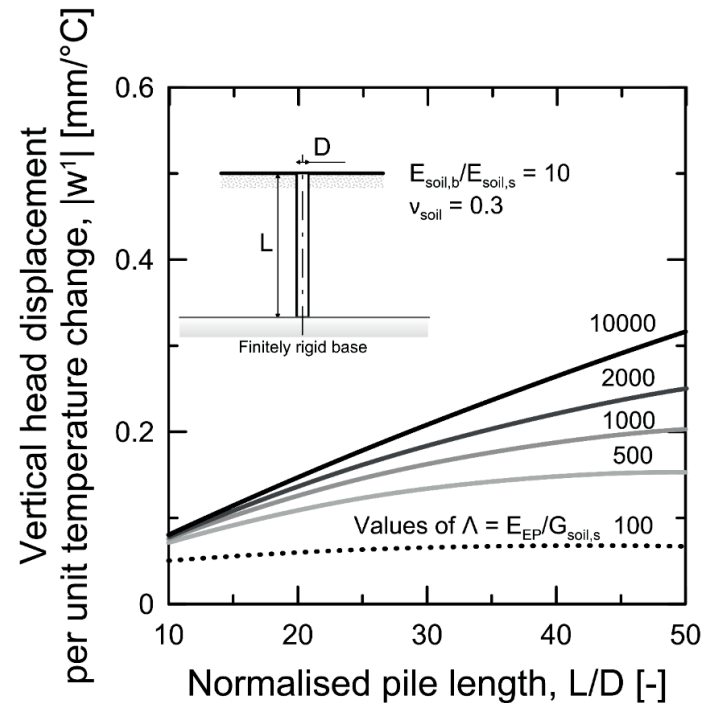 Vertical head displacement
per unit temperature change, |w¹| [mm/°C]
0.6
0.4
0.2
0
D
L
E_soil,b/E_soil,s = 10
ν_soil = 0.3
Finitely rigid base
10000
2000
1000
500
Values of Λ = E_EP/G_soil,s 100
10 20 30 40 50
Normalised pile length, L/D [-]